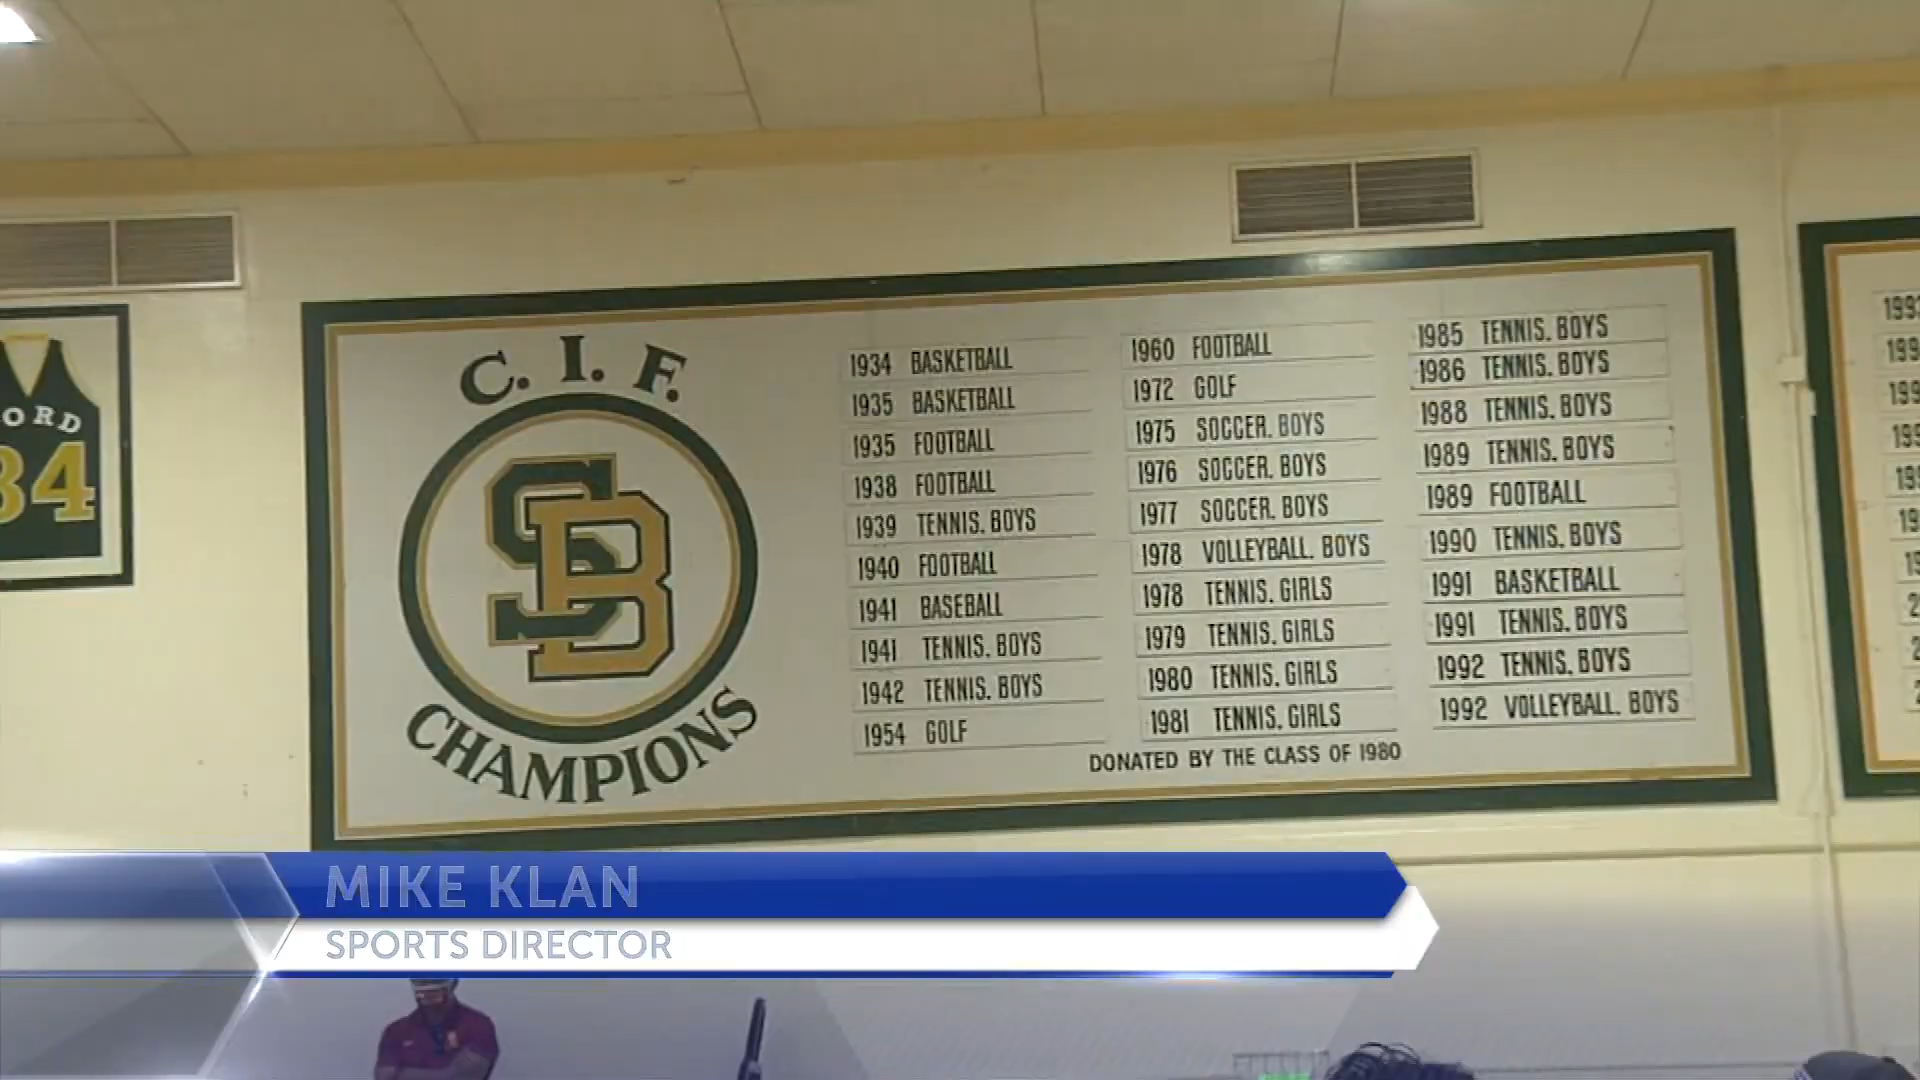 C. I. F.
SB
CHAMPIONS
1934 BASKETBALL
1935 BASKETBALL
1935 FOOTBALL
1938 FOOTBALL
1939 TENNIS. BOYS
1940 FOOTBALL
1941 BASEBALL
1941 TENNIS. BOYS
1942 TENNIS. BOYS
1954 GOLF
1960 FOOTBALL
1972 GOLF
1975 SOCCER. BOYS
1976 SOCCER. BOYS
1977 SOCCER. BOYS
1978 VOLLEYBALL. BOYS
1978 TENNIS. GIRLS
1979 TENNIS. GIRLS
1980 TENNIS. GIRLS
1981 TENNIS. GIRLS
1985 TENNIS. BOYS
1986 TENNIS. BOYS
1988 TENNIS. BOYS
1989 TENNIS. BOYS
1989 FOOTBALL
1990 TENNIS. BOYS
1991 BASKETBALL
1991 TENNIS. BOYS
1992 TENNIS. BOYS
1992 VOLLEYBALL. BOYS
DONATED BY THE CLASS OF 1980
34
MIKE KLAN
SPORTS DIRECTOR